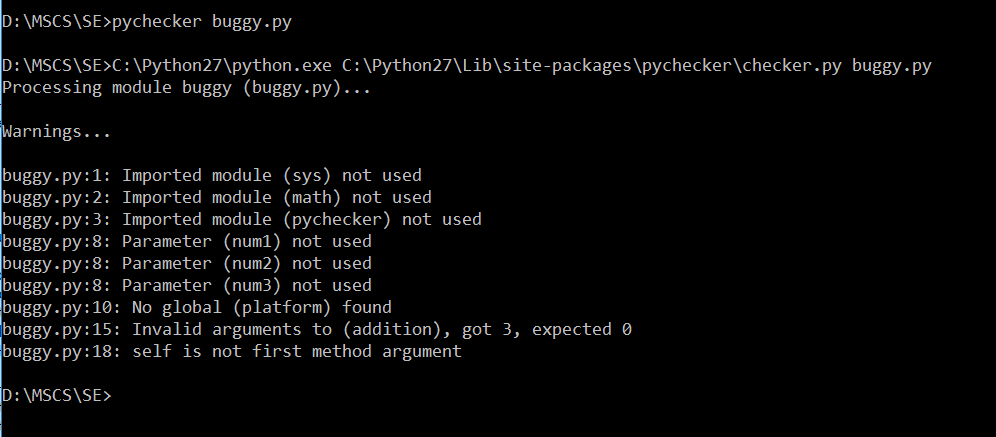 D:\MSCS\SE>pychecker buggy.py
D:\MSCS\SE>C:\Python27\python.exe C:\Python27\Lib\site-packages\pychecker\checker.py buggy.py
Processing module buggy (buggy.py)...
Warnings...
buggy.py:1: Imported module (sys) not used
buggy.py:2: Imported module (math) not used
buggy.py:3: Imported module (pychecker) not used
buggy.py:8: Parameter (num1) not used
buggy.py:8: Parameter (num2) not used
buggy.py:8: Parameter (num3) not used
buggy.py:10: No global (platform) found
buggy.py:15: Invalid arguments to (addition), got 3, expected 0
buggy.py:18: self is not first method argument
D:\MSCS\SE>